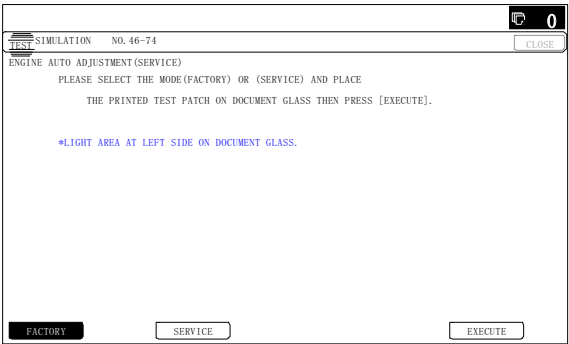 0
TEST SIMULATION NO.46-74
CLOSE
ENGINE AUTO ADJUSTMENT(SERVICE)
PLEASE SELECT THE MODE(FACTORY) OR (SERVICE) AND PLACE
THE PRINTED TEST PATCH ON DOCUMENT GLASS THEN PRESS [EXECUTE].
*LIGHT AREA AT LEFT SIDE ON DOCUMENT GLASS.
FACTORY SERVICE EXECUTE